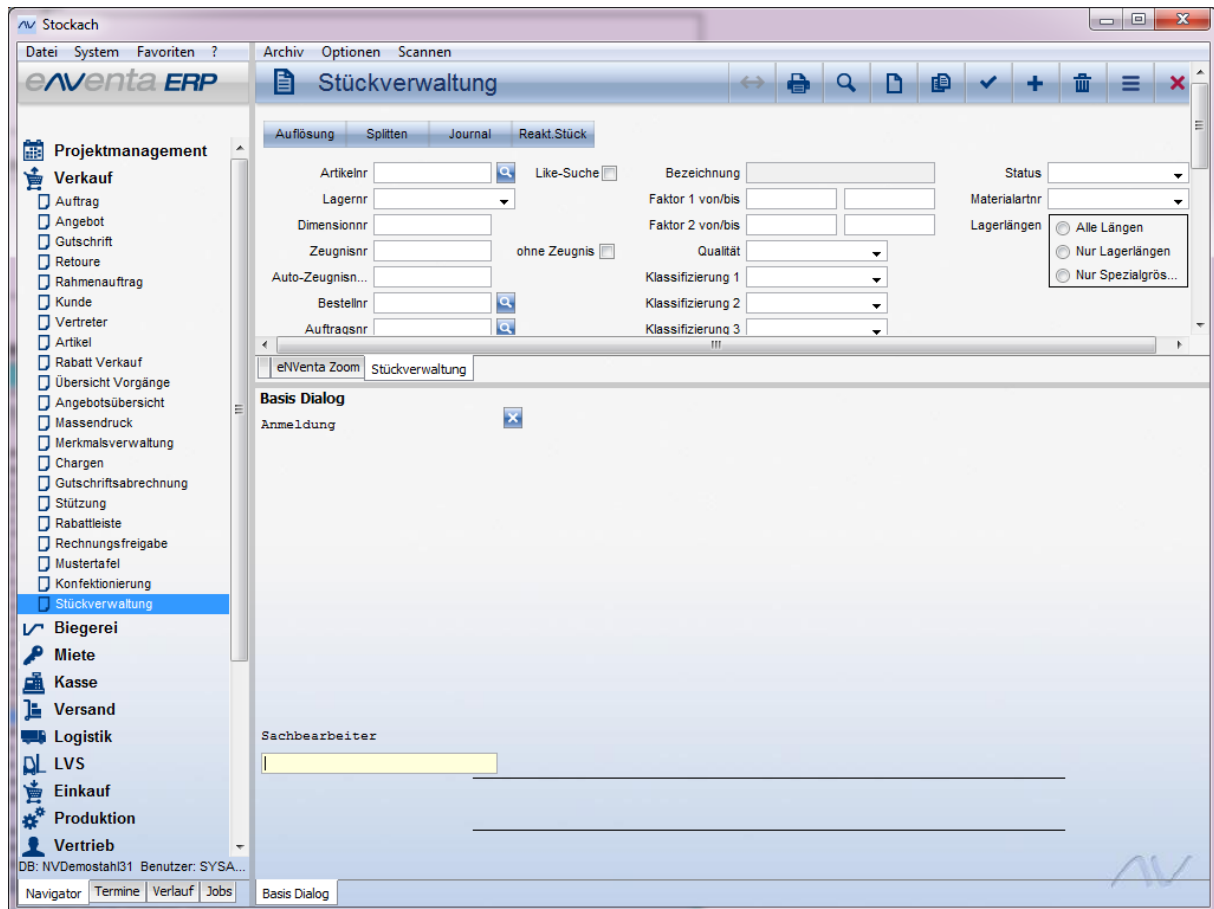 Stockach
Datei System Favoriten ?
Archiv Optionen Scannen
eNVenta ERP
Stückverwaltung
Projektmanagement
Verkauf
Auftrag
Angebot
Gutschrift
Retoure
Rahmenauftrag
Kunde
Vertreter
Artikel
Rabatt Verkauf
Übersicht Vorgänge
Angebotsübersicht
Massendruck
Merkmalsverwaltung
Chargen
Gutschriftsabrechnung
Stützung
Rabattleiste
Rechnungsfreigabe
Mustertafel
Konfektionierung
Stückverwaltung
Biegerei
Miete
Kasse
Versand
Logistik
LVS
Einkauf
Produktion
Vertrieb
DB: NVDemostahl31 Benutzer: SYSA...
Navigator Termine Verlauf Jobs
Auflösung Splitten Journal Reakt.Stück
Artikelnr Like-Suche Bezeichnung Status
Lagernr Faktor 1 von/bis Materialartnr
Dimensionnr Faktor 2 von/bis Lagerlängen Alle Längen
Zeugnisnr ohne Zeugnis Qualität Nur Lagerlängen
Auto-Zeugnisn... Klassifizierung 1 Nur Spezialgrös...
Bestellnr Klassifizierung 2
Auftragsnr Klassifizierung 3
eNVenta Zoom Stückverwaltung
Basis Dialog
Anmeldung
Sachbearbeiter
NV
Basis Dialog